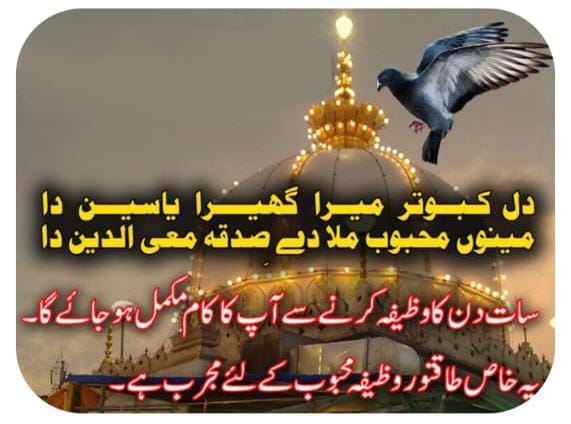 دل کبوتر میرا گھیرا یاسین دا
مینوں محبوب ملا دے صِدقہ معی الدین دا
سات دن کا وظیفہ کرنے سے آپ کا کام مکمل ہو جائے گا۔
یہ خاص طاقتور وظیفہ محبوب کے لئے مجرب ہے۔